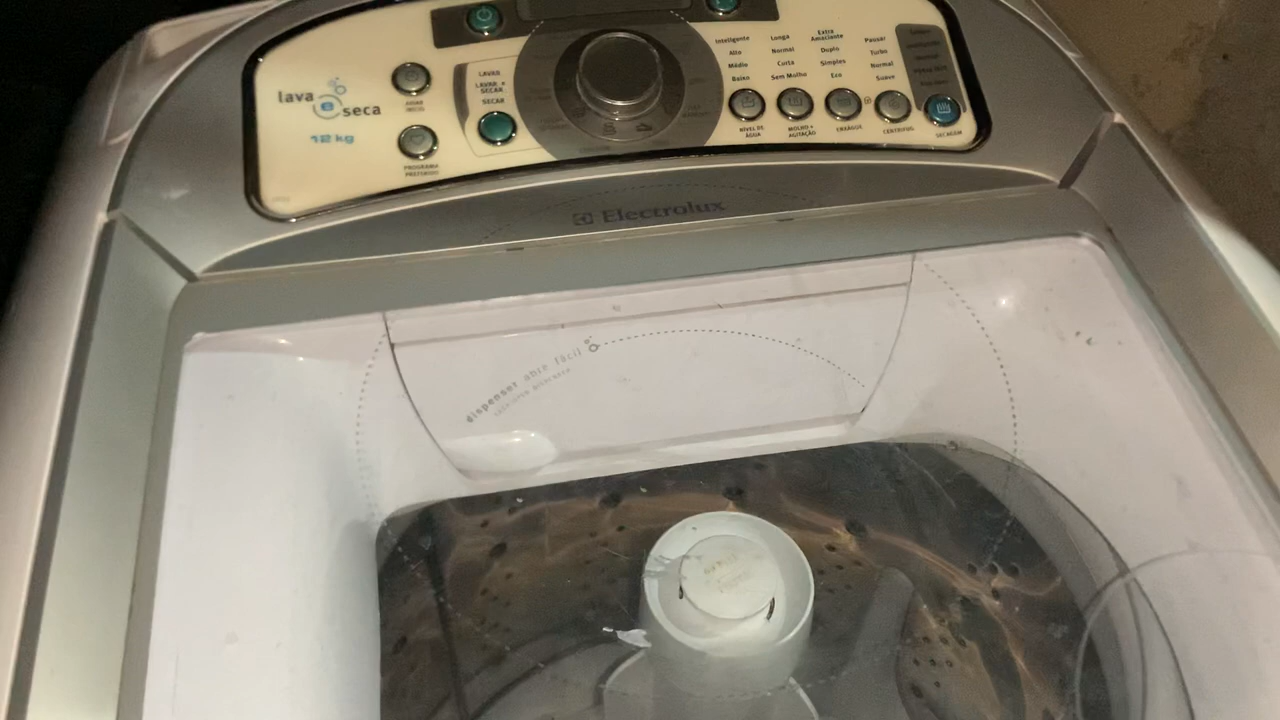 lava e seca
12 kg
ADIAR
INÍCIO
PROGRAMA
PREFERIDO
LAVAR
LAVAR +
SECAR
SECAR
Inteligente
Alto
Médio
Baixo
NÍVEL DE
ÁGUA
Longa
Normal
Curta
Sem Molho
MOLHO +
AGITAÇÃO
Extra
Amaciante
Duplo
Simples
Eco
ENXÁGUE
Passar
Turbo
Normal
Suave
CENTRIFUG.
SECAGEM
Electrolux
dispenser abre fácil